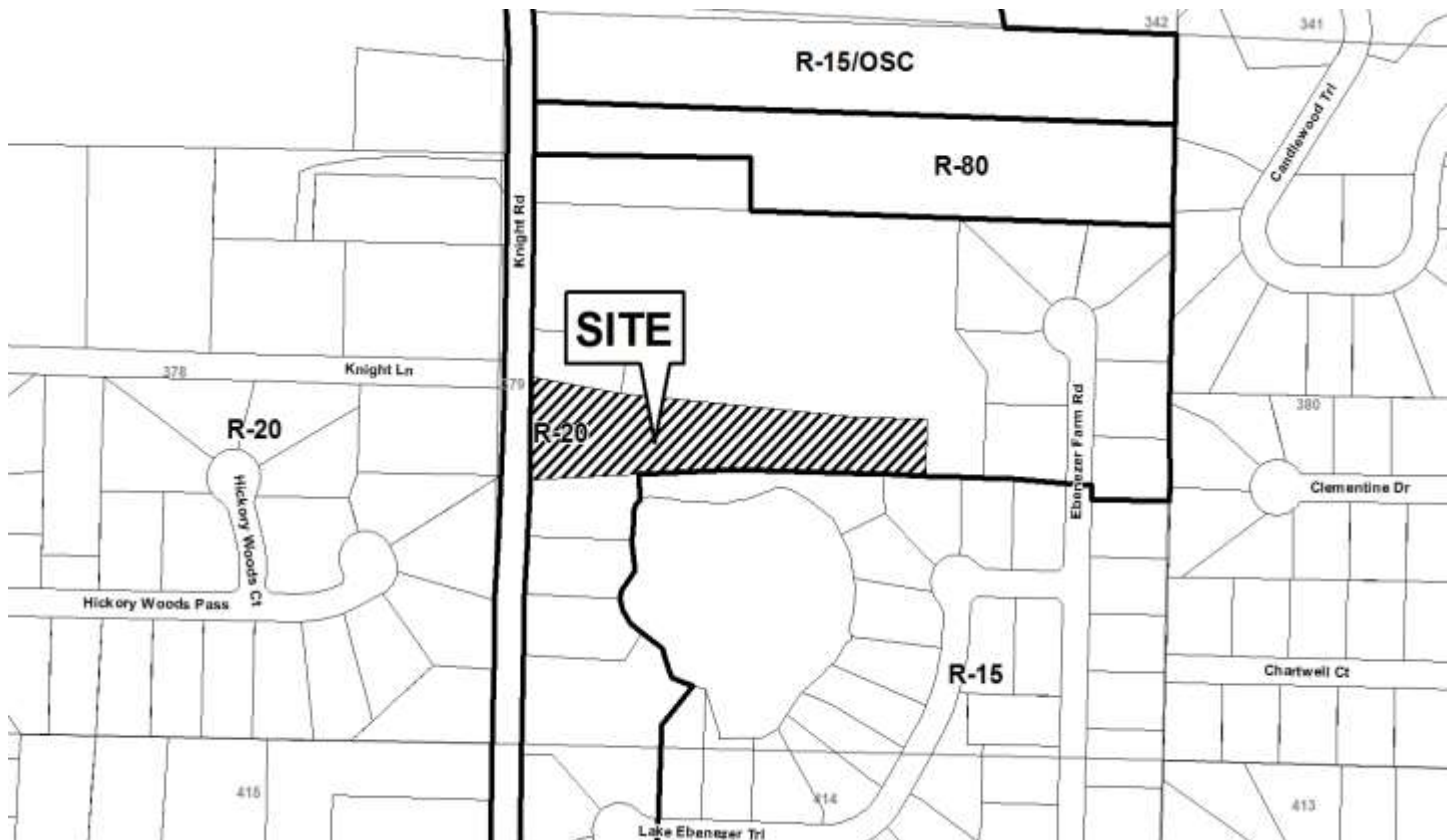 342
341
R-15/OSC
Candlewood Trl
R-80
Knight Rd
SITE
Knight Ln
378
379
380
R-20
R-20
Ebenezer Farm Rd
Clementine Dr
Hickory Woods Ct
Hickory Woods Pass
R-15
Chartwell Ct
415
414
413
Lake Ebenezer Trl